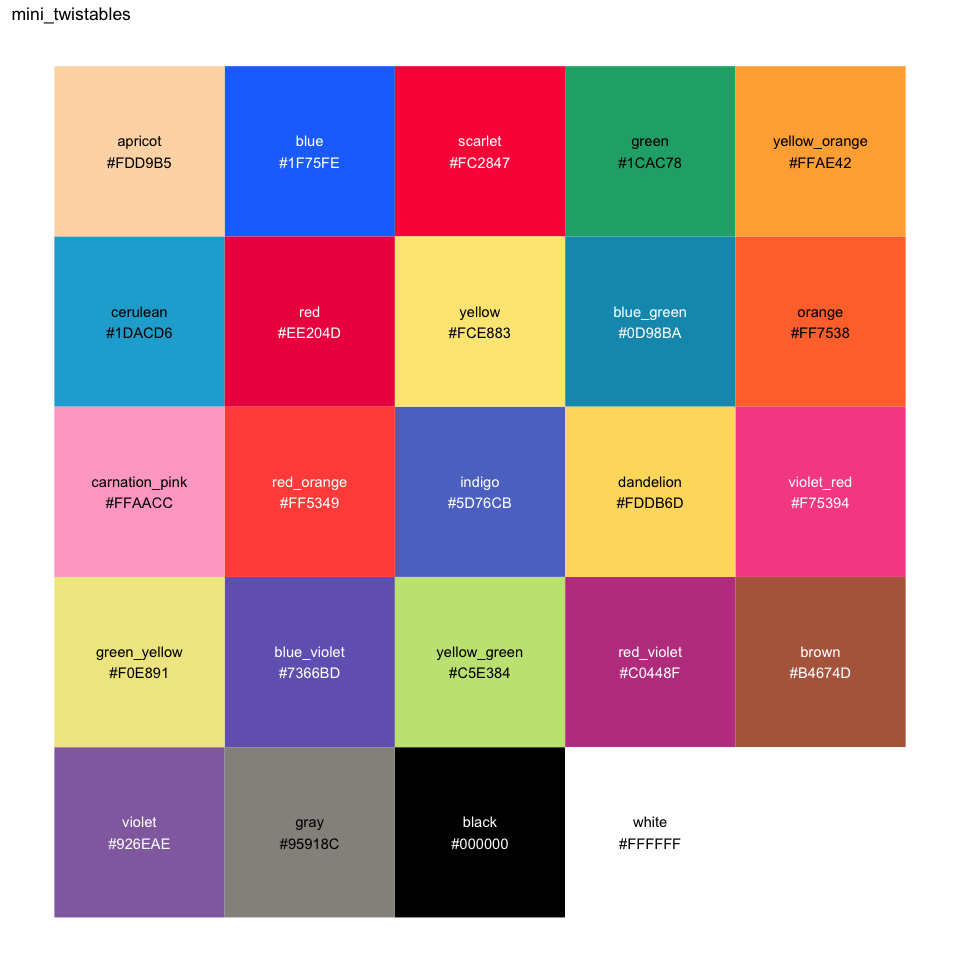 mini_twistables
apricot
#FDD9B5
blue
#1F75FE
scarlet
#FC2847
green
#1CAC78
yellow_orange
#FFAE42
cerulean
#1DACD6
red
#EE204D
yellow
#FCE883
blue_green
#0D98BA
orange
#FF7538
carnation_pink
#FFAACC
red_orange
#FF5349
indigo
#5D76CB
dandelion
#FDDB6D
violet_red
#F75394
green_yellow
#F0E891
blue_violet
#7366BD
yellow_green
#C5E384
red_violet
#C0448F
brown
#B4674D
violet
#926EAE
gray
#95918C
black
#000000
white
#FFFFFF